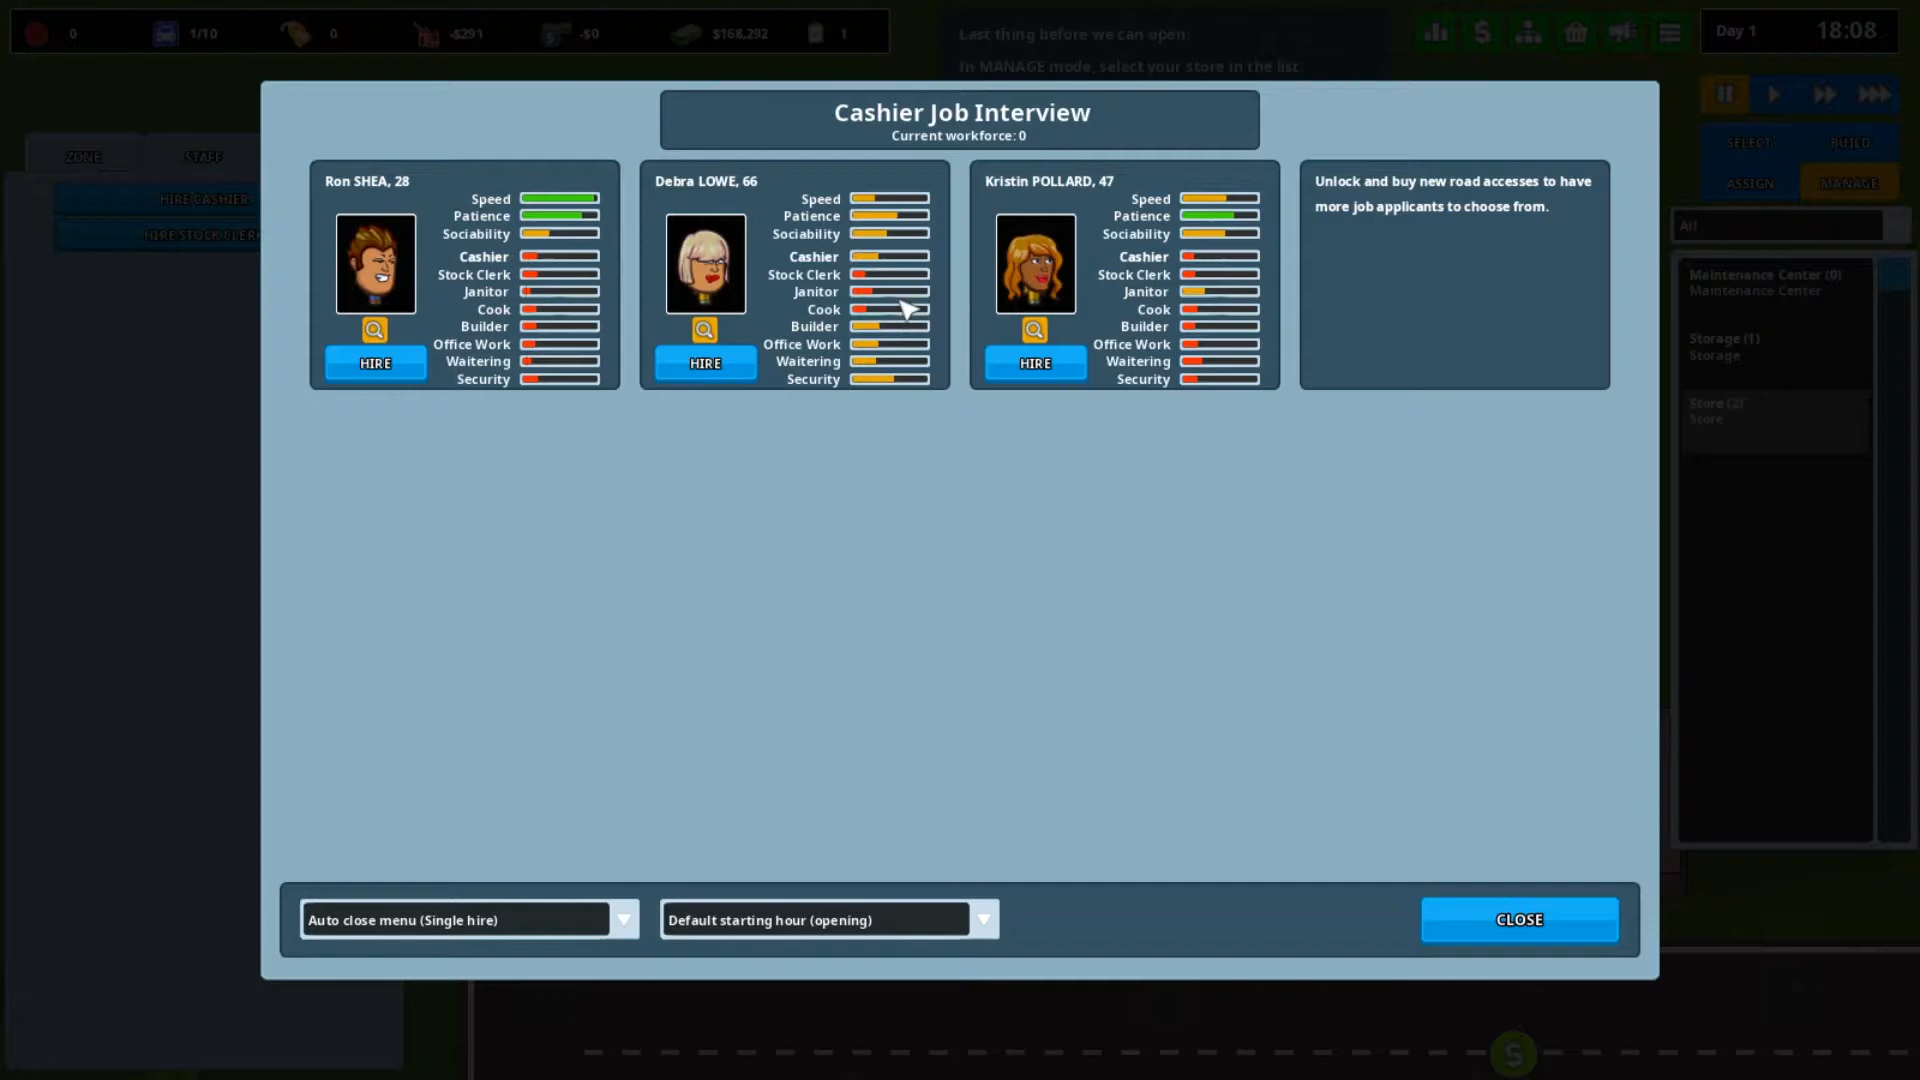 0
1/10
0
-$291
-$0
$168,292
1
Last thing before we can open:
In MANAGE mode, select your store in the list.
Day 1
18:08
ZONE
STAFF
HIRE CASHIER
HIRE STOCK CLERK
SELECT
BUILD
ASSIGN
MANAGE
All
Maintenance Center (0)
Maintenance Center
Storage (1)
Storage
Store (2)
Store
Cashier Job Interview
Current workforce: 0
Ron SHEA, 28
Speed
Patience
Sociability
Cashier
Stock Clerk
Janitor
Cook
Builder
Office Work
Waitering
Security
HIRE
Debra LOWE, 66
Speed
Patience
Sociability
Cashier
Stock Clerk
Janitor
Cook
Builder
Office Work
Waitering
Security
HIRE
Kristin POLLARD, 47
Speed
Patience
Sociability
Cashier
Stock Clerk
Janitor
Cook
Builder
Office Work
Waitering
Security
HIRE
Unlock and buy new road accesses to have
more job applicants to choose from.
Auto close menu (Single hire)
Default starting hour (opening)
CLOSE
$